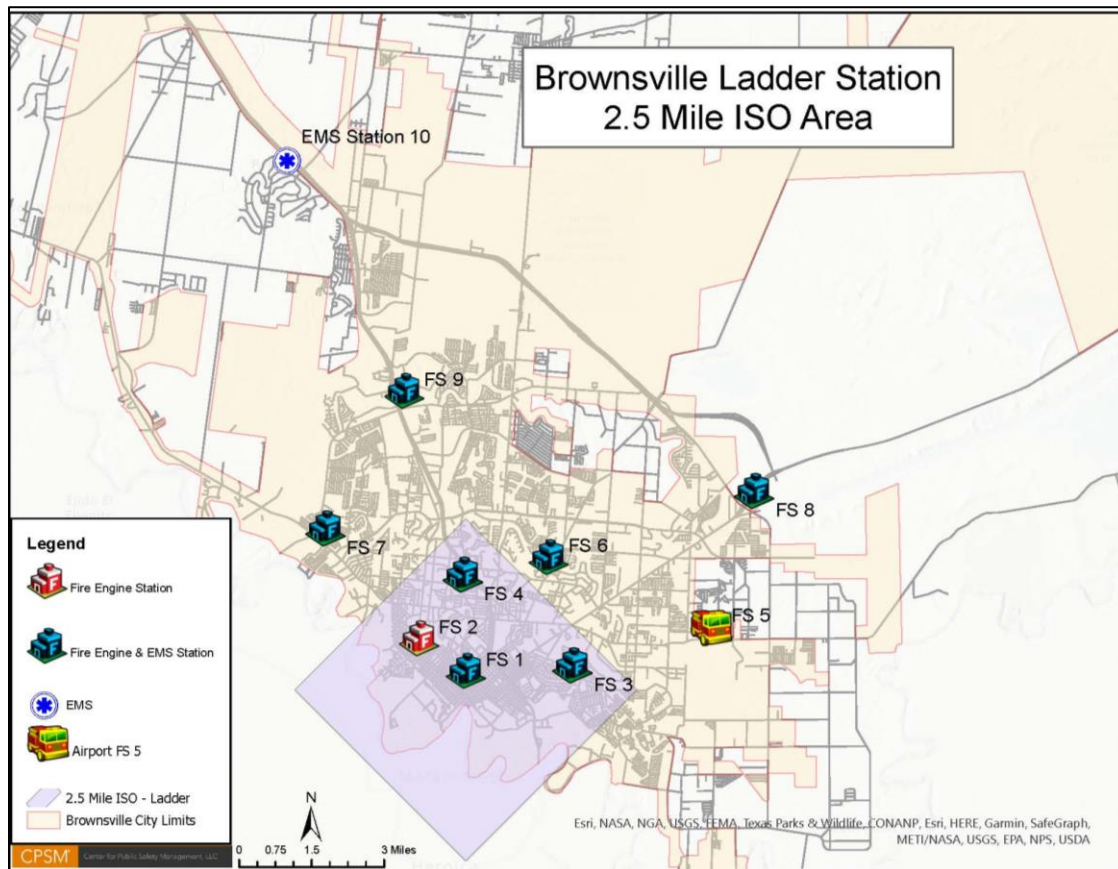 Brownsville Ladder Station
2.5 Mile ISO Area
EMS Station 10
FS 9
FS 8
FS 7
FS 6
FS 4
FS 5
FS 2
FS 1
FS 3
Legend
Fire Engine Station
Fire Engine & EMS Station
EMS
Airport FS 5
2.5 Mile ISO - Ladder
Brownsville City Limits
CPSM®
Center for Public Safety Management, LLC
N
0 0.75 1.5 3 Miles
Esri, NASA, NGA, USGS, FEMA, Texas Parks & Wildlife, CONANP, Esri, HERE, Garmin, SafeGraph,
METI/NASA, USGS, EPA, NPS, USDA